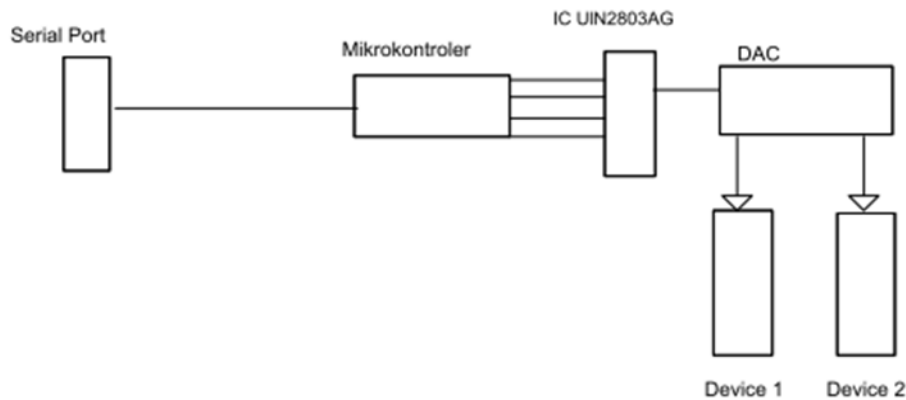 IC UIN2803AG
Serial Port
Mikrokontroler
DAC
Device 1
Device 2